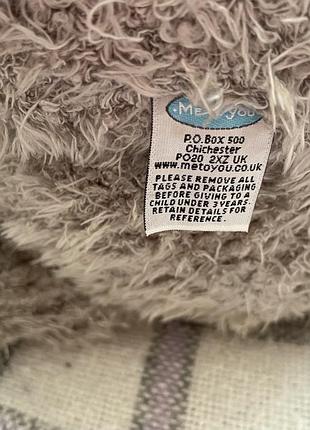 ME TO YOU
P.O.BOX 500
Chichester
PO20 2XZ UK
www.metoyou.co.uk
PLEASE REMOVE ALL
TAGS AND PACKAGING
BEFORE GIVING TO A
CHILD UNDER 3 YEARS.
RETAIN DETAILS FOR
REFERENCE.